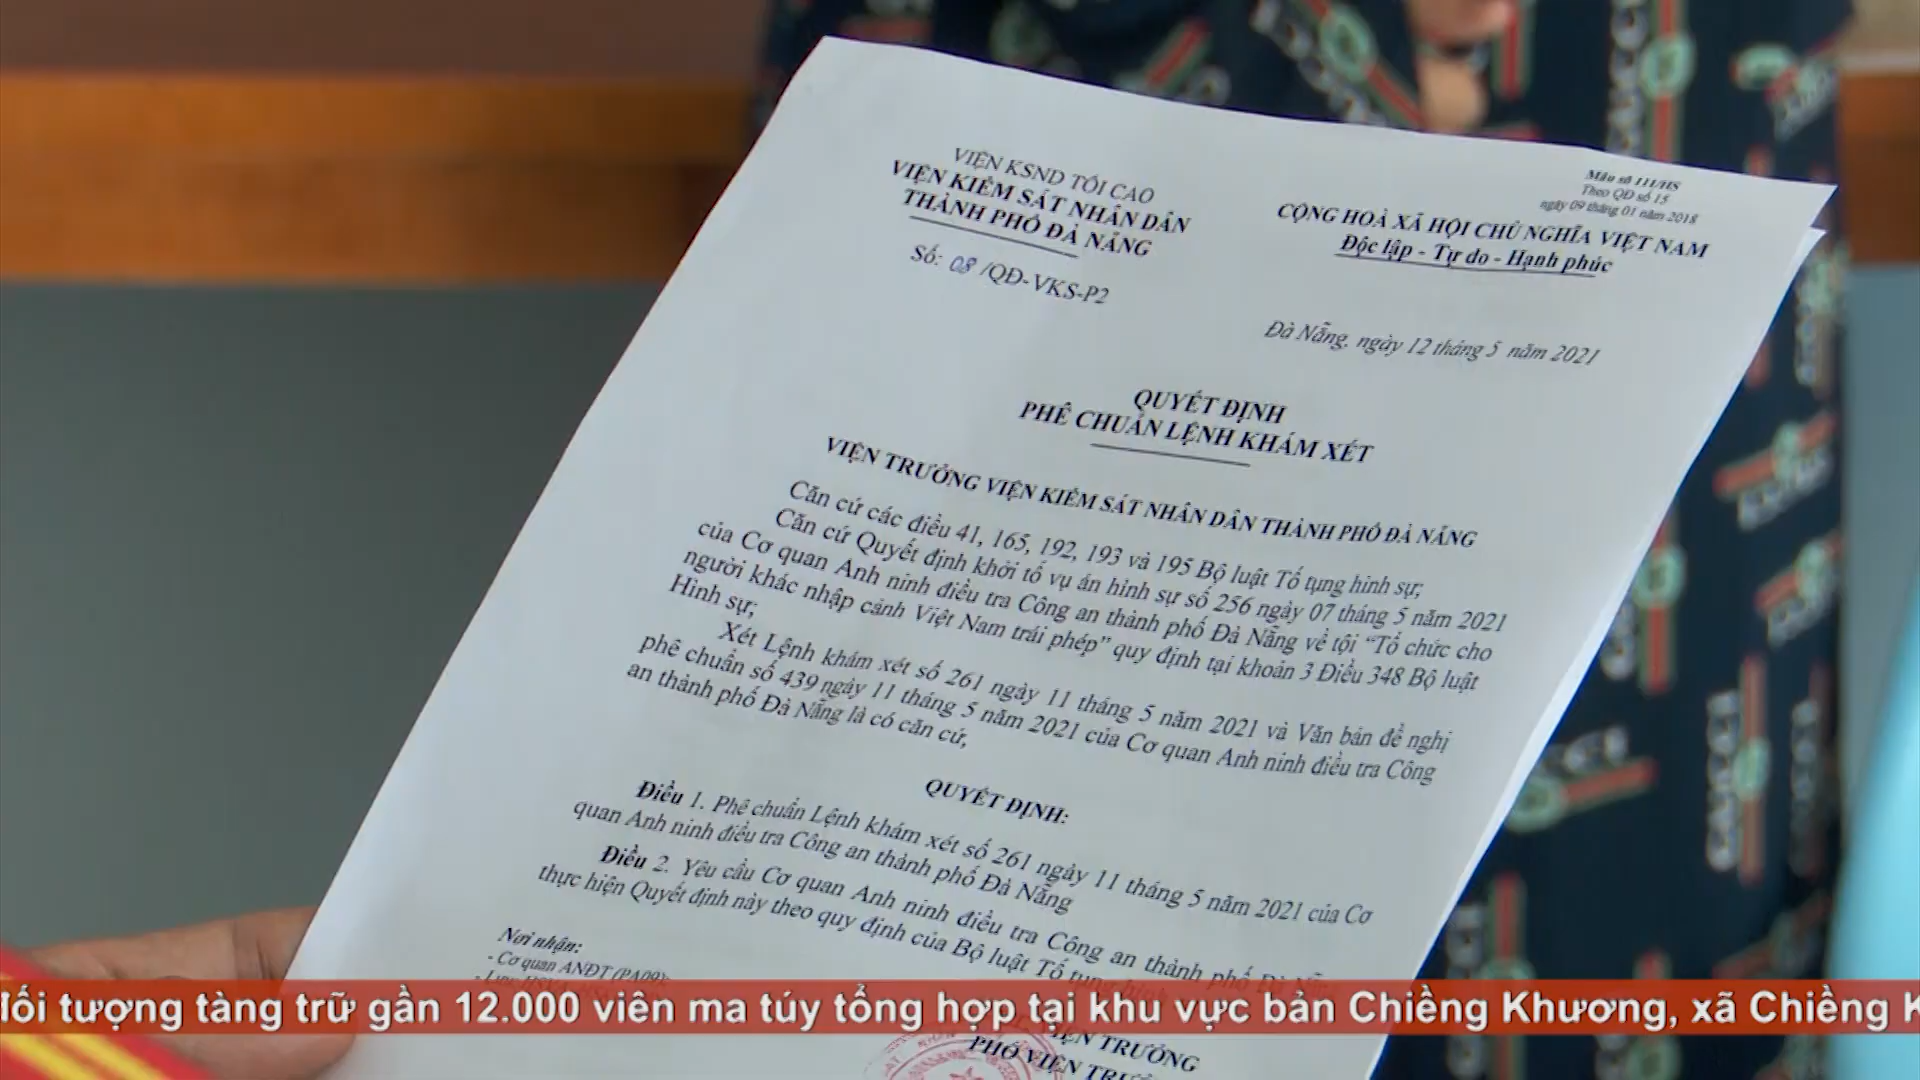 VIỆN KSND TỐI CAO
VIỆN KIỂM SÁT NHÂN DÂN
THÀNH PHỐ ĐÀ NẴNG
Số: 08 /QĐ-VKS-P2
Mẫu số 111/HS
Theo QĐ số 15
ngày 09 tháng 01 năm 2018
CỘNG HOÀ XÃ HỘI CHỦ NGHĨA VIỆT NAM
Độc lập - Tự do - Hạnh phúc
Đà Nẵng, ngày 12 tháng 5 năm 2021
QUYẾT ĐỊNH
PHÊ CHUẨN LỆNH KHÁM XÉT
VIỆN TRƯỞNG VIỆN KIỂM SÁT NHÂN DÂN THÀNH PHỐ ĐÀ NẴNG
Căn cứ các điều 41, 165, 192, 193 và 195 Bộ luật Tố tụng hình sự;
Căn cứ Quyết định khởi tố vụ án hình sự số 256 ngày 07 tháng 5 năm 2021
của Cơ quan Anh ninh điều tra Công an thành phố Đà Nẵng về tội "Tổ chức cho
người khác nhập cảnh Việt Nam trái phép" quy định tại khoản 3 Điều 348 Bộ luật
Hình sự;
Xét Lệnh khám xét số 261 ngày 11 tháng 5 năm 2021 và Văn bản đề nghị
phê chuẩn số 439 ngày 11 tháng 5 năm 2021 của Cơ quan Anh ninh điều tra Công
an thành phố Đà Nẵng là có căn cứ,
QUYẾT ĐỊNH:
Điều 1. Phê chuẩn Lệnh khám xét số 261 ngày 11 tháng 5 năm 2021 của Cơ
quan Anh ninh điều tra Công an thành phố Đà Nẵng
Điều 2. Yêu cầu Cơ quan Anh ninh điều tra Công an thành phố Đà Nẵng
thực hiện Quyết định này theo quy định của Bộ luật Tố tụng hình
Nơi nhận:
- Cơ quan ANĐT (PA09);
đối tượng tàng trữ gần 12.000 viên ma túy tổng hợp tại khu vực bản Chiềng Khương, xã Chiềng K
VIỆN TRƯỞNG
PHÓ VIỆN